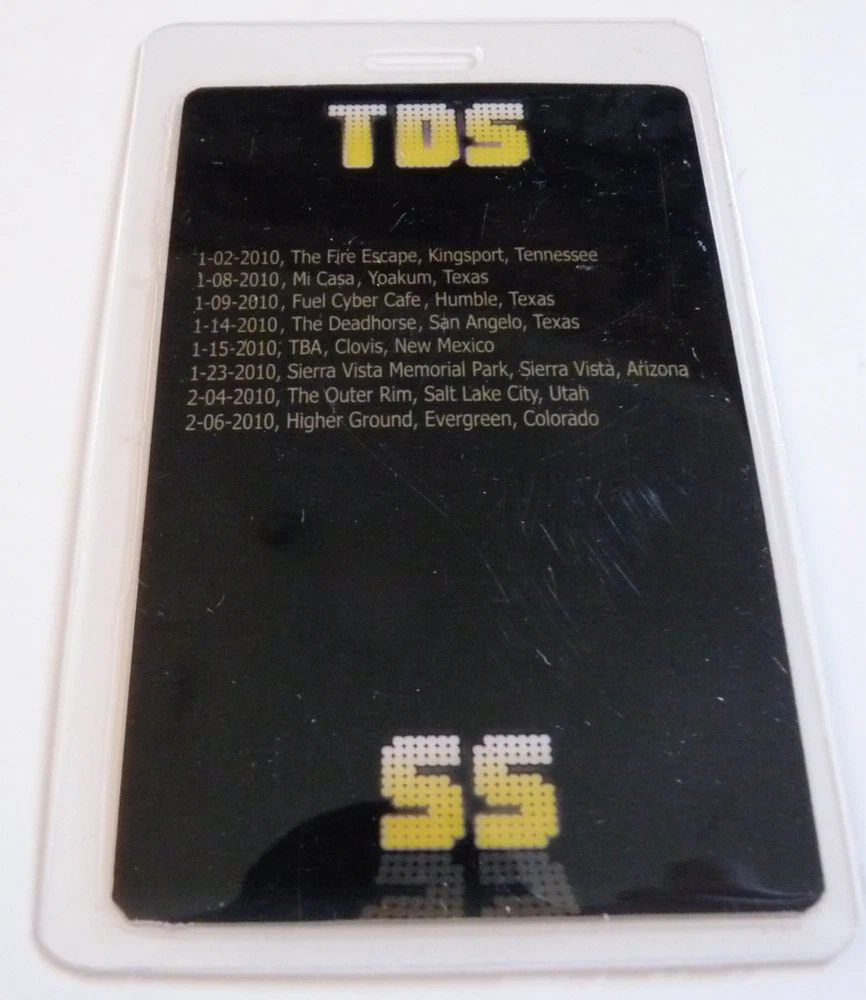 TDS
1-02-2010, The Fire Escape, Kingsport, Tennessee
1-08-2010, Mi Casa, Yoakum, Texas
1-09-2010, Fuel Cyber Cafe, Humble, Texas
1-14-2010, The Deadhorse, San Angelo, Texas
1-15-2010, TBA, Clovis, New Mexico
1-23-2010, Sierra Vista Memorial Park, Sierra Vista, Arizona
2-04-2010, The Outer Rim, Salt Lake City, Utah
2-06-2010, Higher Ground, Evergreen, Colorado
SS